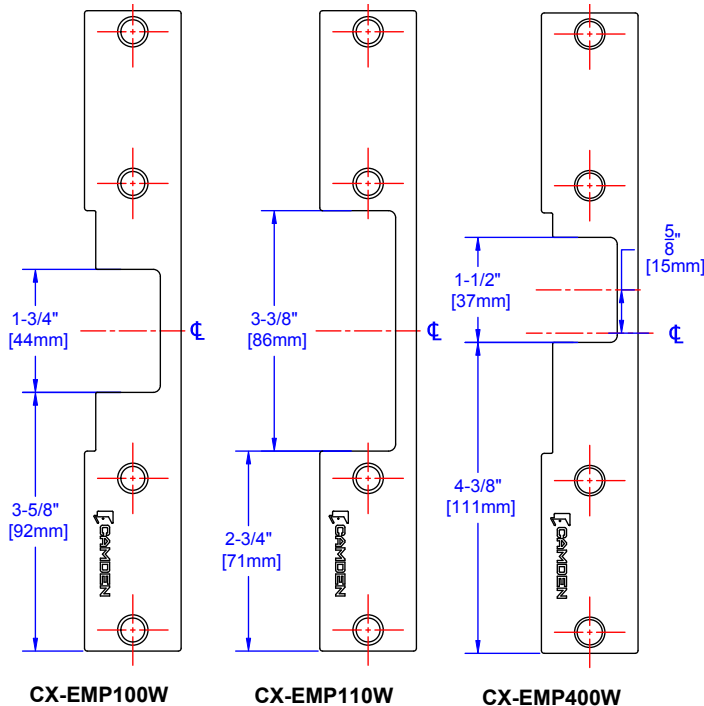 1-3/4"
[44mm]
℄
3-5/8"
[92mm]
CAMDEN
CX-EMP100W
3-3/8"
[86mm]
℄
2-3/4"
[71mm]
CAMDEN
CX-EMP110W
1-1/2"
[37mm]
5/8"
[15mm]
℄
4-3/8"
[111mm]
CAMDEN
CX-EMP400W